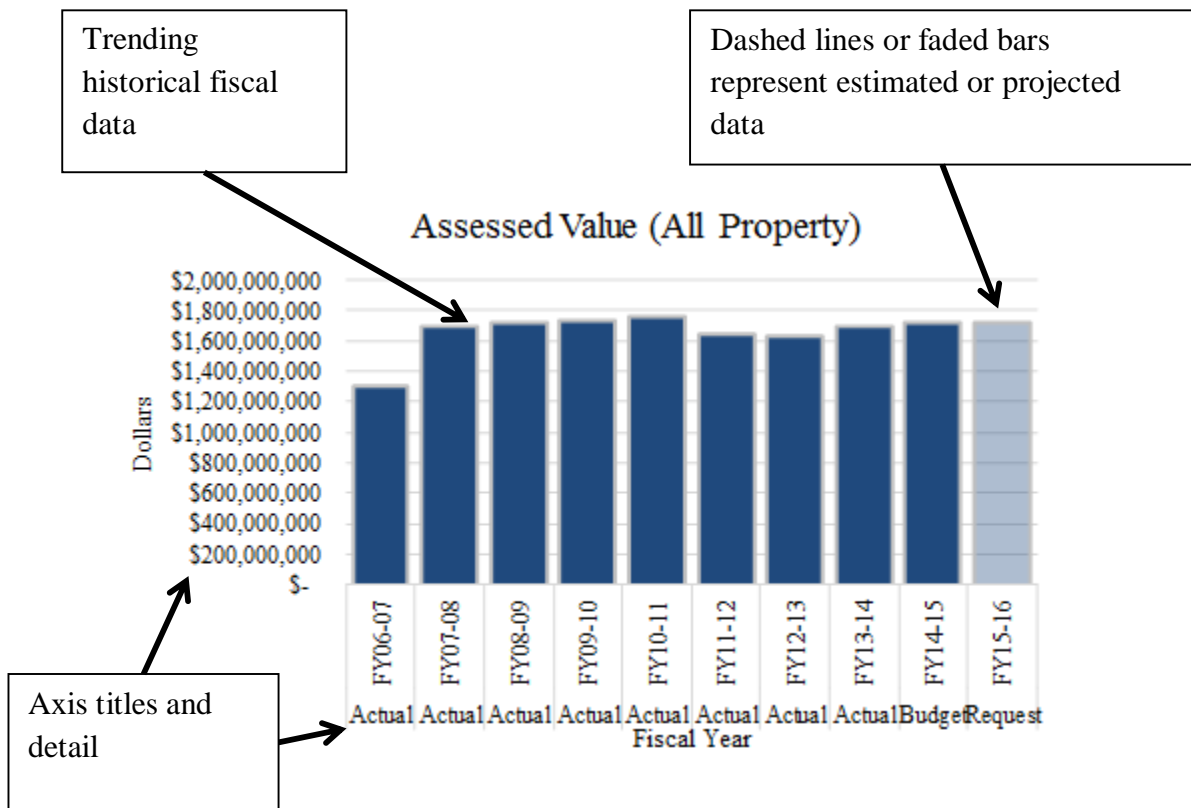 Trending
historical fiscal
data
Dashed lines or faded bars
represent estimated or projected
data
Assessed Value (All Property)
Dollars
$2,000,000,000
$1,800,000,000
$1,600,000,000
$1,400,000,000
$1,200,000,000
$1,000,000,000
$800,000,000
$600,000,000
$400,000,000
$200,000,000
$-
FY06-07
FY07-08
FY08-09
FY09-10
FY10-11
FY11-12
FY12-13
FY13-14
FY14-15
FY15-16
Actual Actual Actual Actual Actual Actual Actual Actual Budget Request
Fiscal Year
Axis titles and
detail